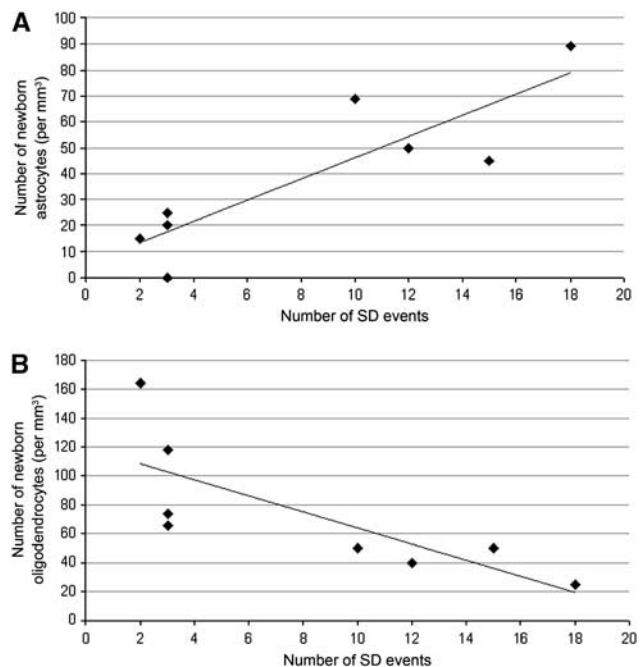 A
Number of newborn
astrocytes (per mm³)
100
90
80
70
60
50
40
30
20
10
0
0 2 4 6 8 10 12 14 16 18 20
Number of SD events
B
Number of newborn
oligodendrocytes (per mm³)
180
160
140
120
100
80
60
40
20
0
0 2 4 6 8 10 12 14 16 18 20
Number of SD events